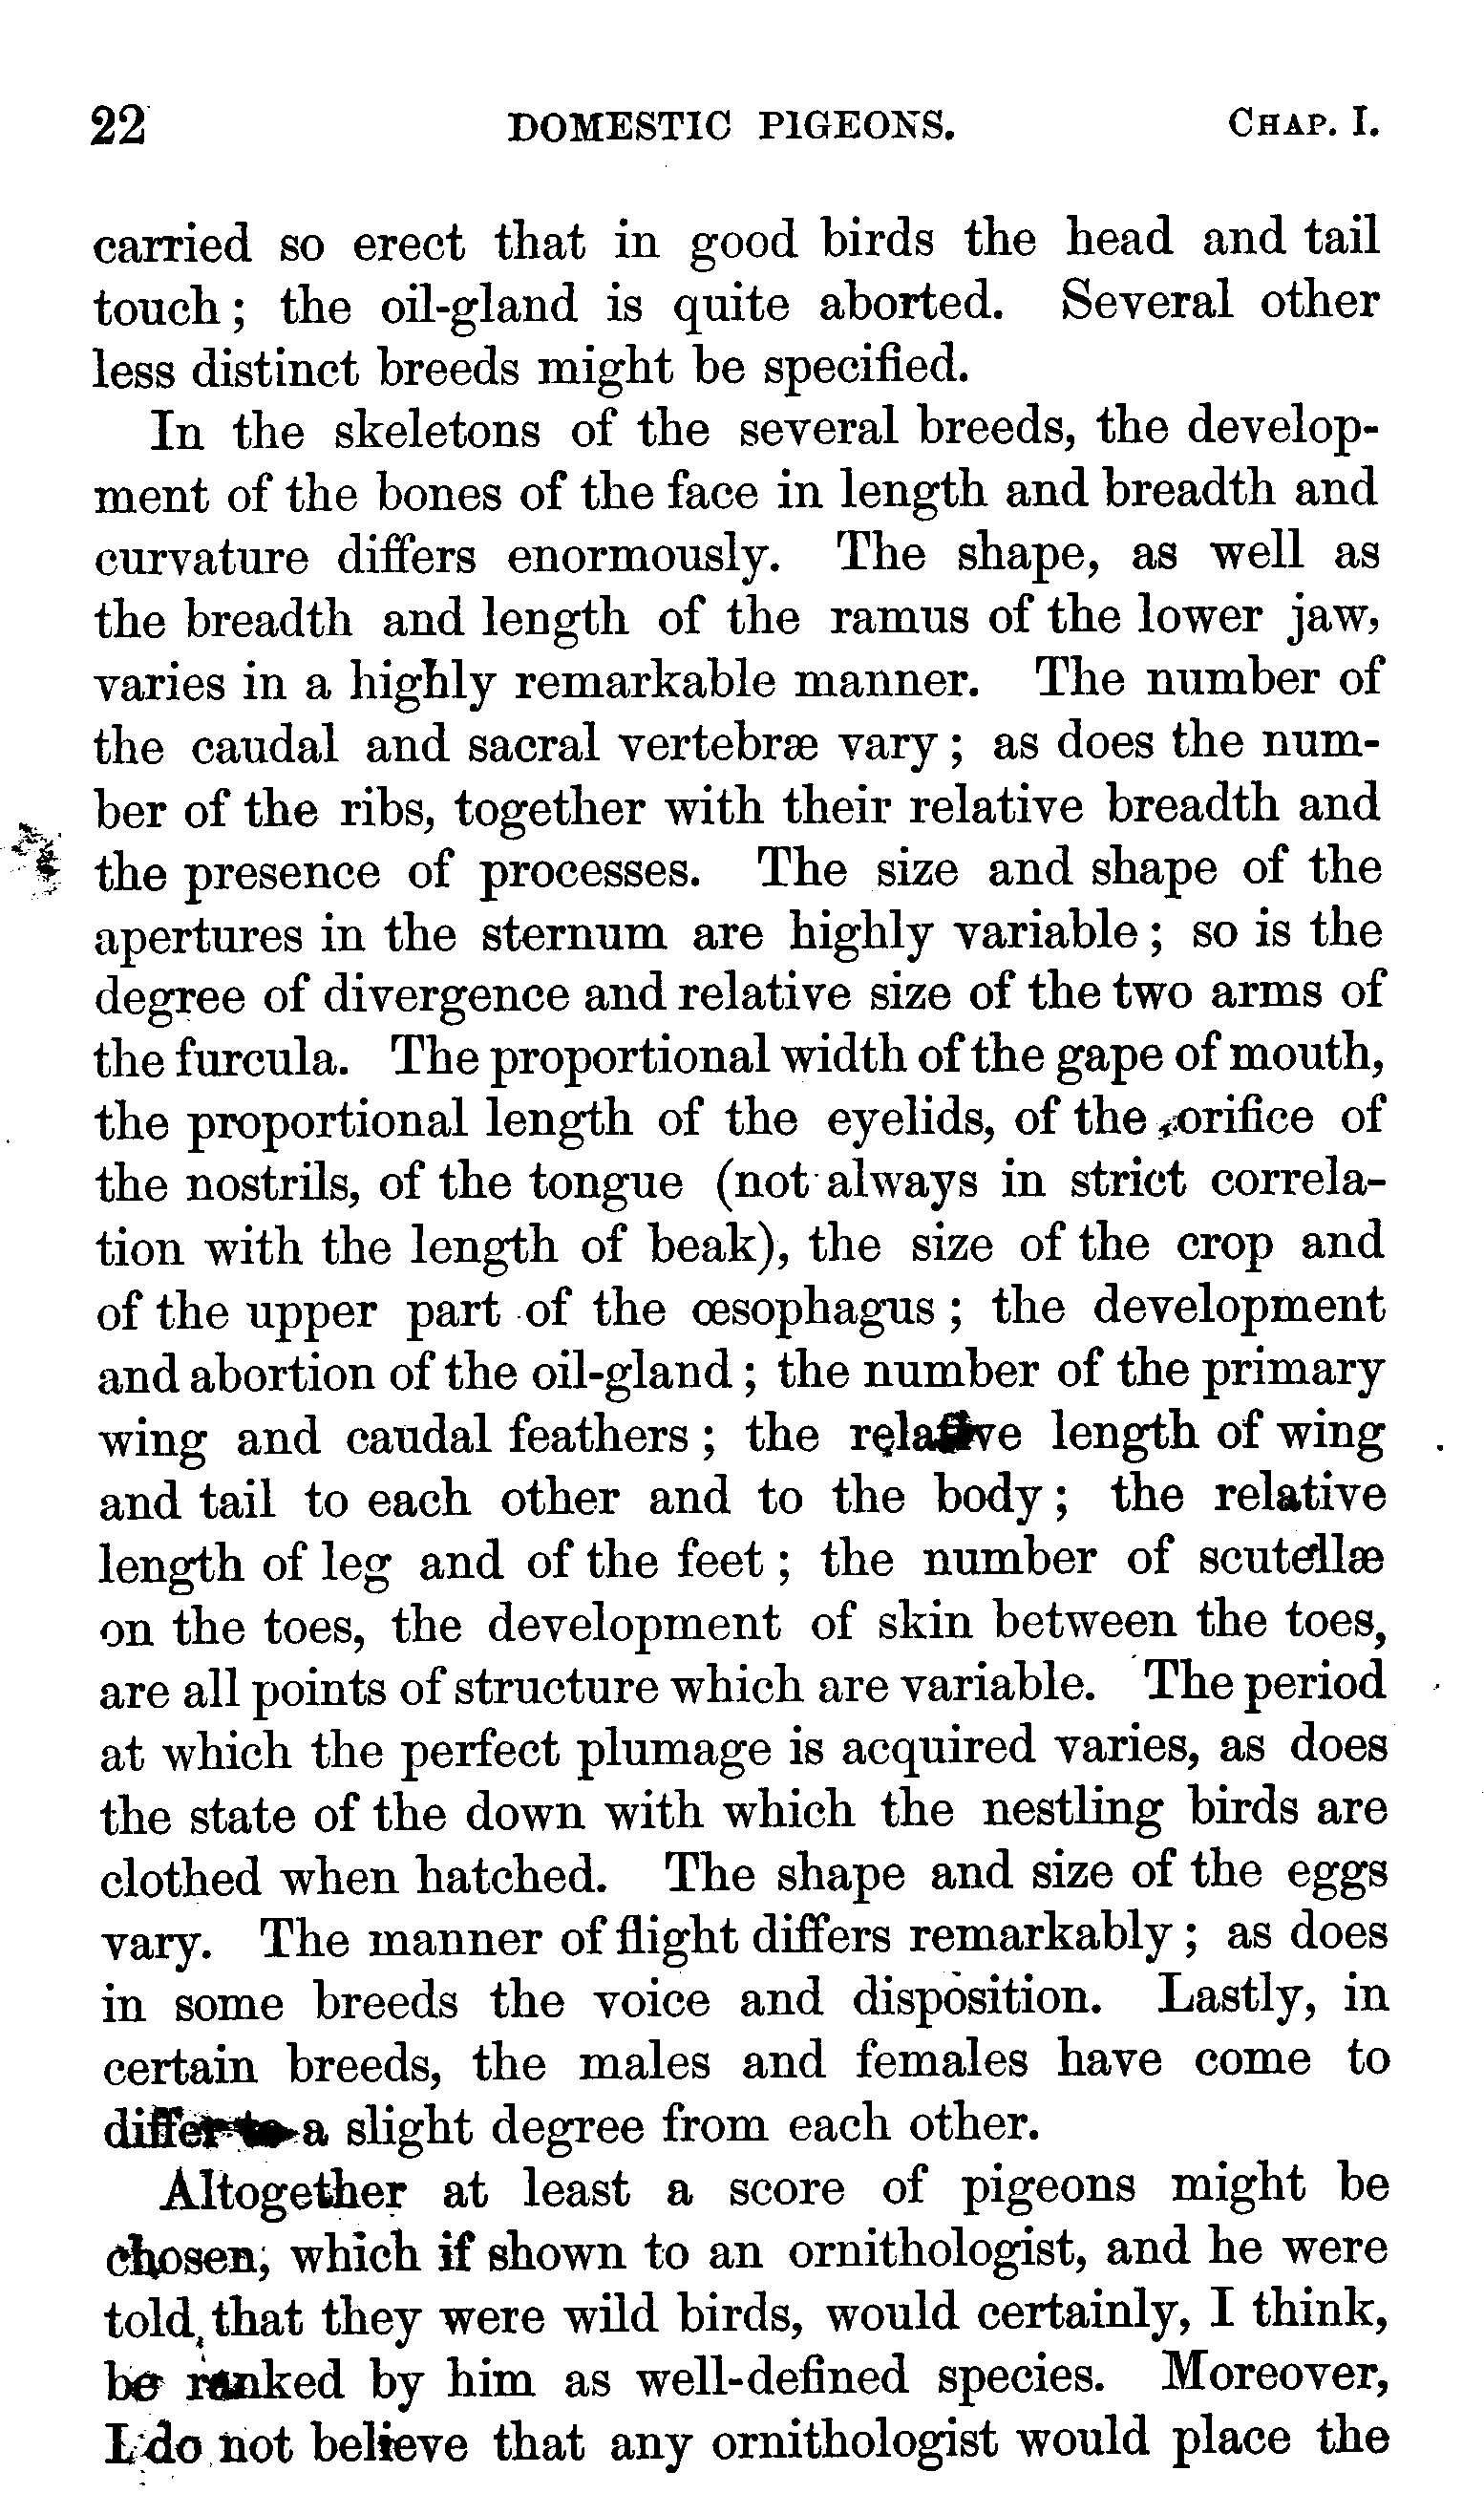 22 DOMESTIC PIGEONS. CHAP. I.
carried so erect that in good birds the head and tail
touch; the oil-gland is quite aborted. Several other
less distinct breeds might be specified.
In the skeletons of the several breeds, the develop-
ment of the bones of the face in length and breadth and
curvature differs enormously. The shape, as well as
the breadth and length of the ramus of the lower jaw,
varies in a highly remarkable manner. The number of
the caudal and sacral vertebræ vary; as does the num-
ber of the ribs, together with their relative breadth and
the presence of processes. The size and shape of the
apertures in the sternum are highly variable; so is the
degree of divergence and relative size of the two arms of
the furcula. The proportional width of the gape of mouth,
the proportional length of the eyelids, of the orifice of
the nostrils, of the tongue (not always in strict correla-
tion with the length of beak), the size of the crop and
of the upper part of the œsophagus; the development
and abortion of the oil-gland; the number of the primary
wing and caudal feathers; the relative length of wing
and tail to each other and to the body; the relative
length of leg and of the feet; the number of scutellæ
on the toes, the development of skin between the toes,
are all points of structure which are variable. The period
at which the perfect plumage is acquired varies, as does
the state of the down with which the nestling birds are
clothed when hatched. The shape and size of the eggs
vary. The manner of flight differs remarkably; as does
in some breeds the voice and disposition. Lastly, in
certain breeds, the males and females have come to
differ to a slight degree from each other.
Altogether at least a score of pigeons might be
chosen, which if shown to an ornithologist, and he were
told that they were wild birds, would certainly, I think,
be ranked by him as well-defined species. Moreover,
I do not believe that any ornithologist would place the